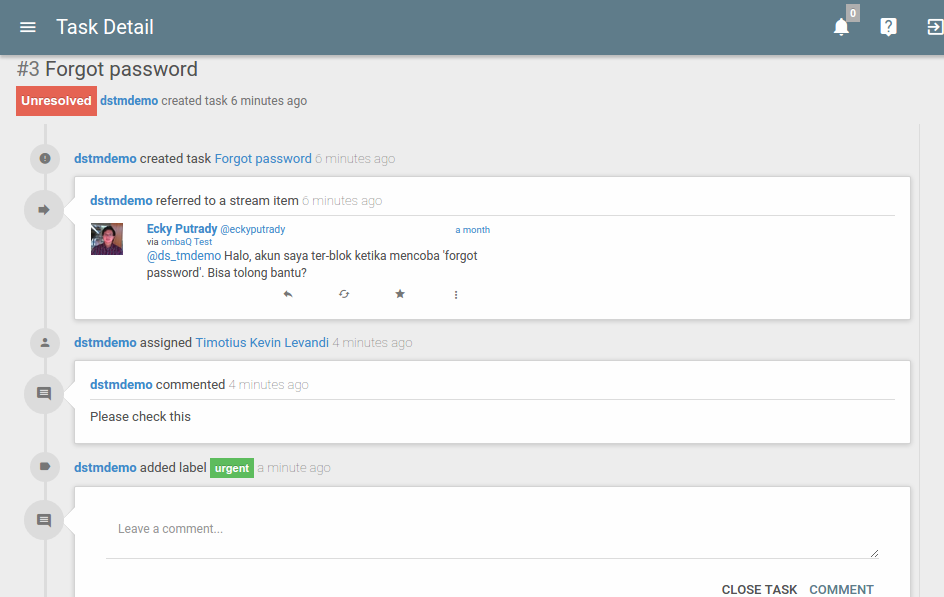 Task Detail
0
#3 Forgot password
Unresolved dstmdemo created task 6 minutes ago
dstmdemo created task Forgot password 6 minutes ago
dstmdemo referred to a stream item 6 minutes ago
Ecky Putrady @eckyputrady a month
via ombaQ Test
@ds_tmdemo Halo, akun saya ter-blok ketika mencoba 'forgot
password'. Bisa tolong bantu?
dstmdemo assigned Timotius Kevin Levandi 4 minutes ago
dstmdemo commented 4 minutes ago
Please check this
dstmdemo added label urgent a minute ago
Leave a comment...
CLOSE TASK COMMENT